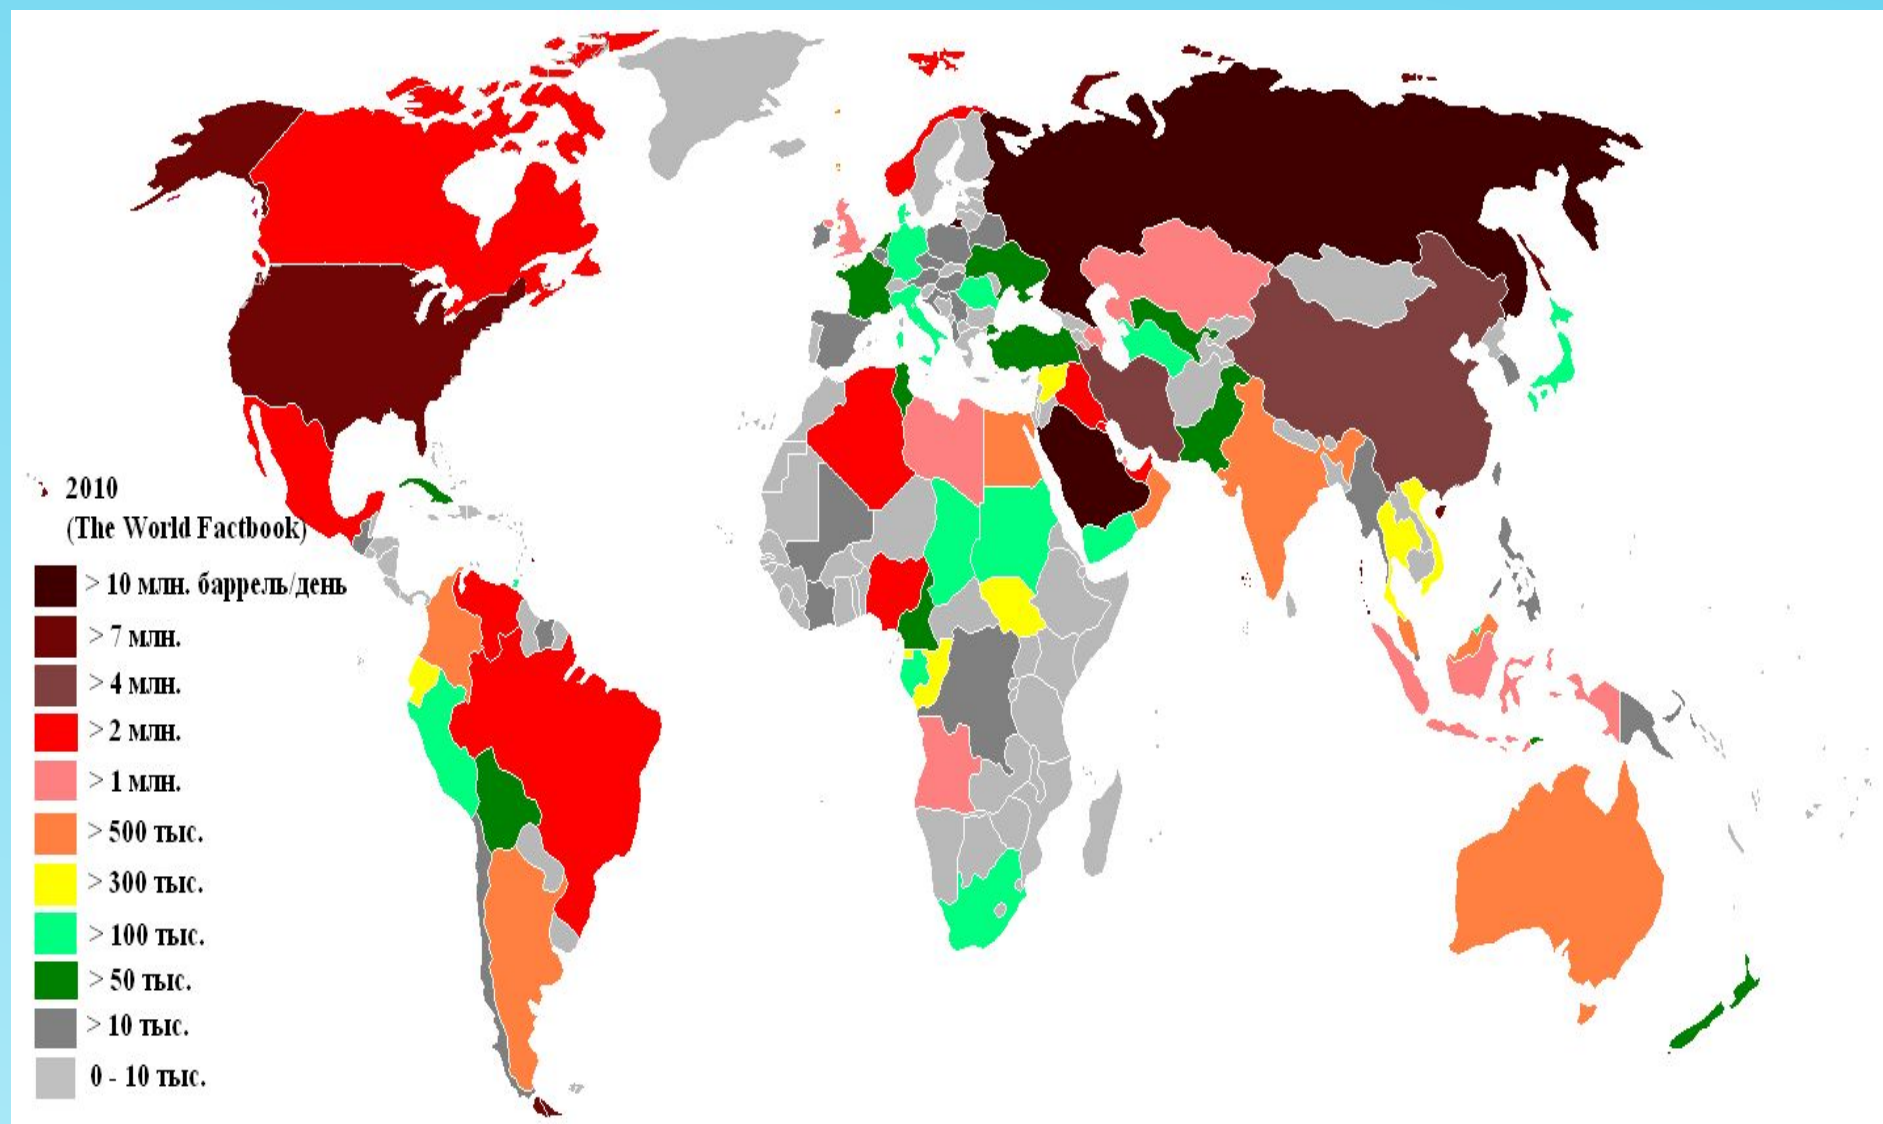 2010
(The World Factbook)
> 10 млн. баррель/день
> 7 млн.
> 4 млн.
> 2 млн.
> 1 млн.
> 500 тыс.
> 300 тыс.
> 100 тыс.
> 50 тыс.
> 10 тыс.
0 - 10 тыс.